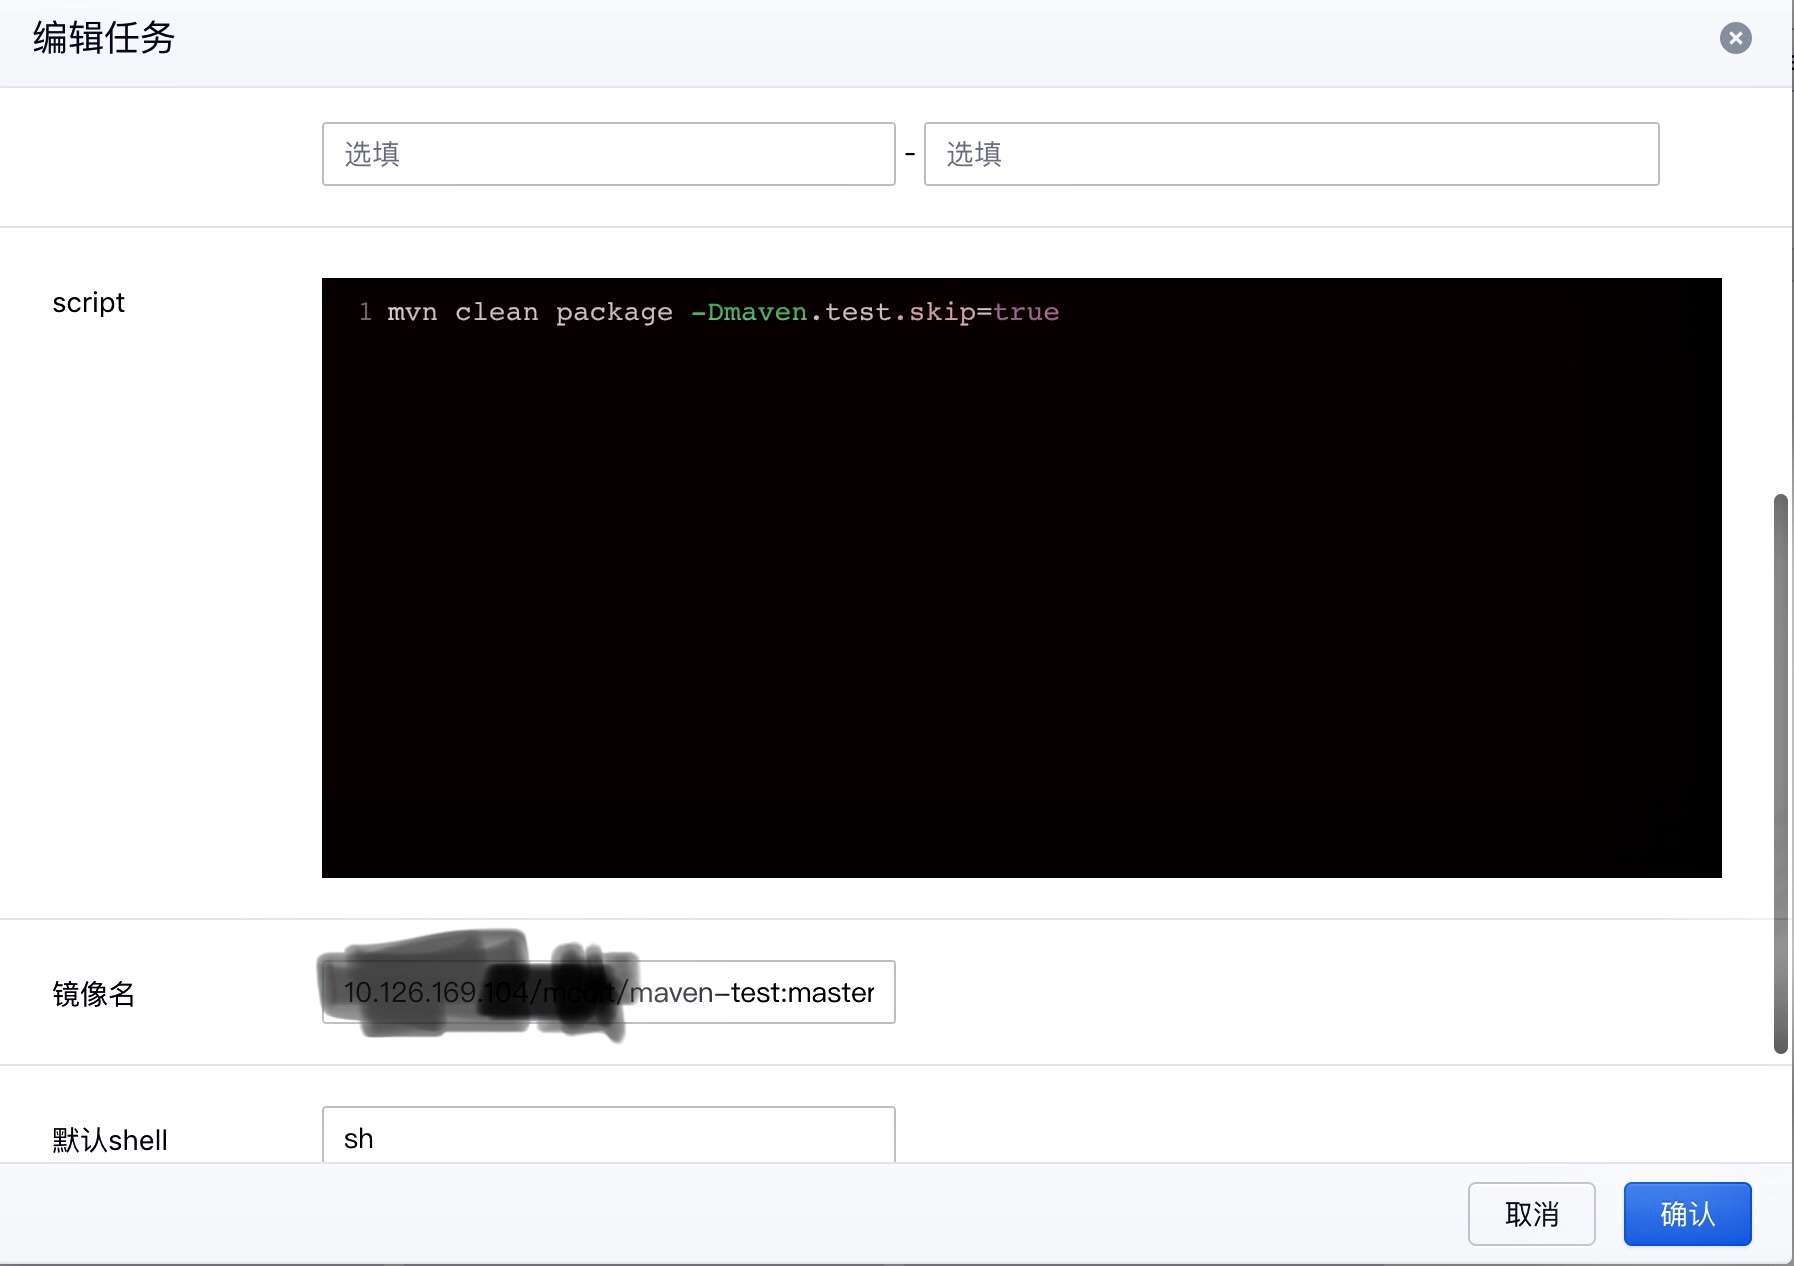 编辑任务
选填 - 选填
script
1 mvn clean package -Dmaven.test.skip=true
镜像名
10.126.169.104/ /maven-test:master
默认shell
sh
取消 确认